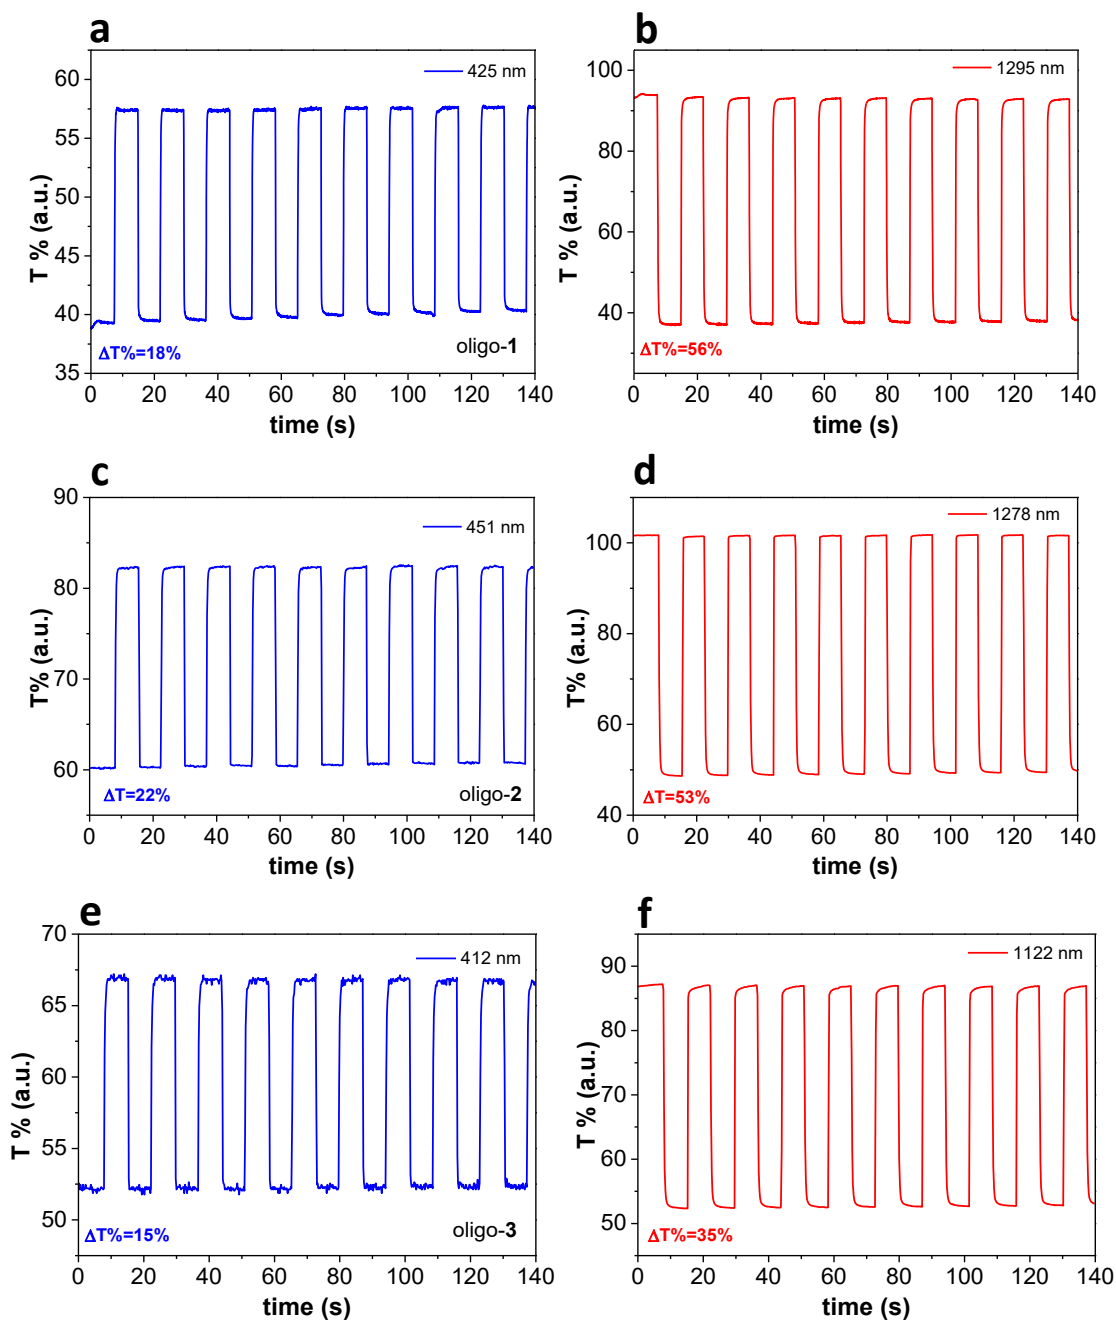 a
425 nm
60
55
50
45
40
35
T % (a.u.)
ΔT%=18%
oligo-1
0 20 40 60 80 100 120 140
time (s)
b
1295 nm
100
80
60
40
T % (a.u.)
ΔT%=56%
0 20 40 60 80 100 120 140
time (s)
c
451 nm
90
80
70
60
T% (a.u.)
ΔT=22%
oligo-2
0 20 40 60 80 100 120 140
time (s)
d
1278 nm
100
80
60
40
T% (a.u.)
ΔT=53%
0 20 40 60 80 100 120 140
time (s)
e
412 nm
70
65
60
55
50
T % (a.u.)
ΔT%=15%
oligo-3
0 20 40 60 80 100 120 140
time (s)
f
1122 nm
90
80
70
60
50
T % (a.u.)
ΔT%=35%
0 20 40 60 80 100 120 140
time (s)